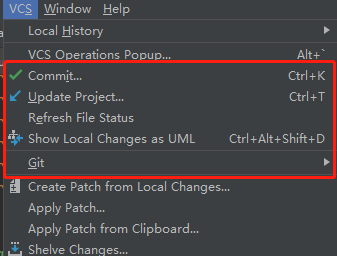 VCS Window Help
Local History
VCS Operations Popup... Alt+`
Commit... Ctrl+K
Update Project... Ctrl+T
Refresh File Status
Show Local Changes as UML Ctrl+Alt+Shift+D
Git
Create Patch from Local Changes...
Apply Patch...
Apply Patch from Clipboard...
Shelve Changes...